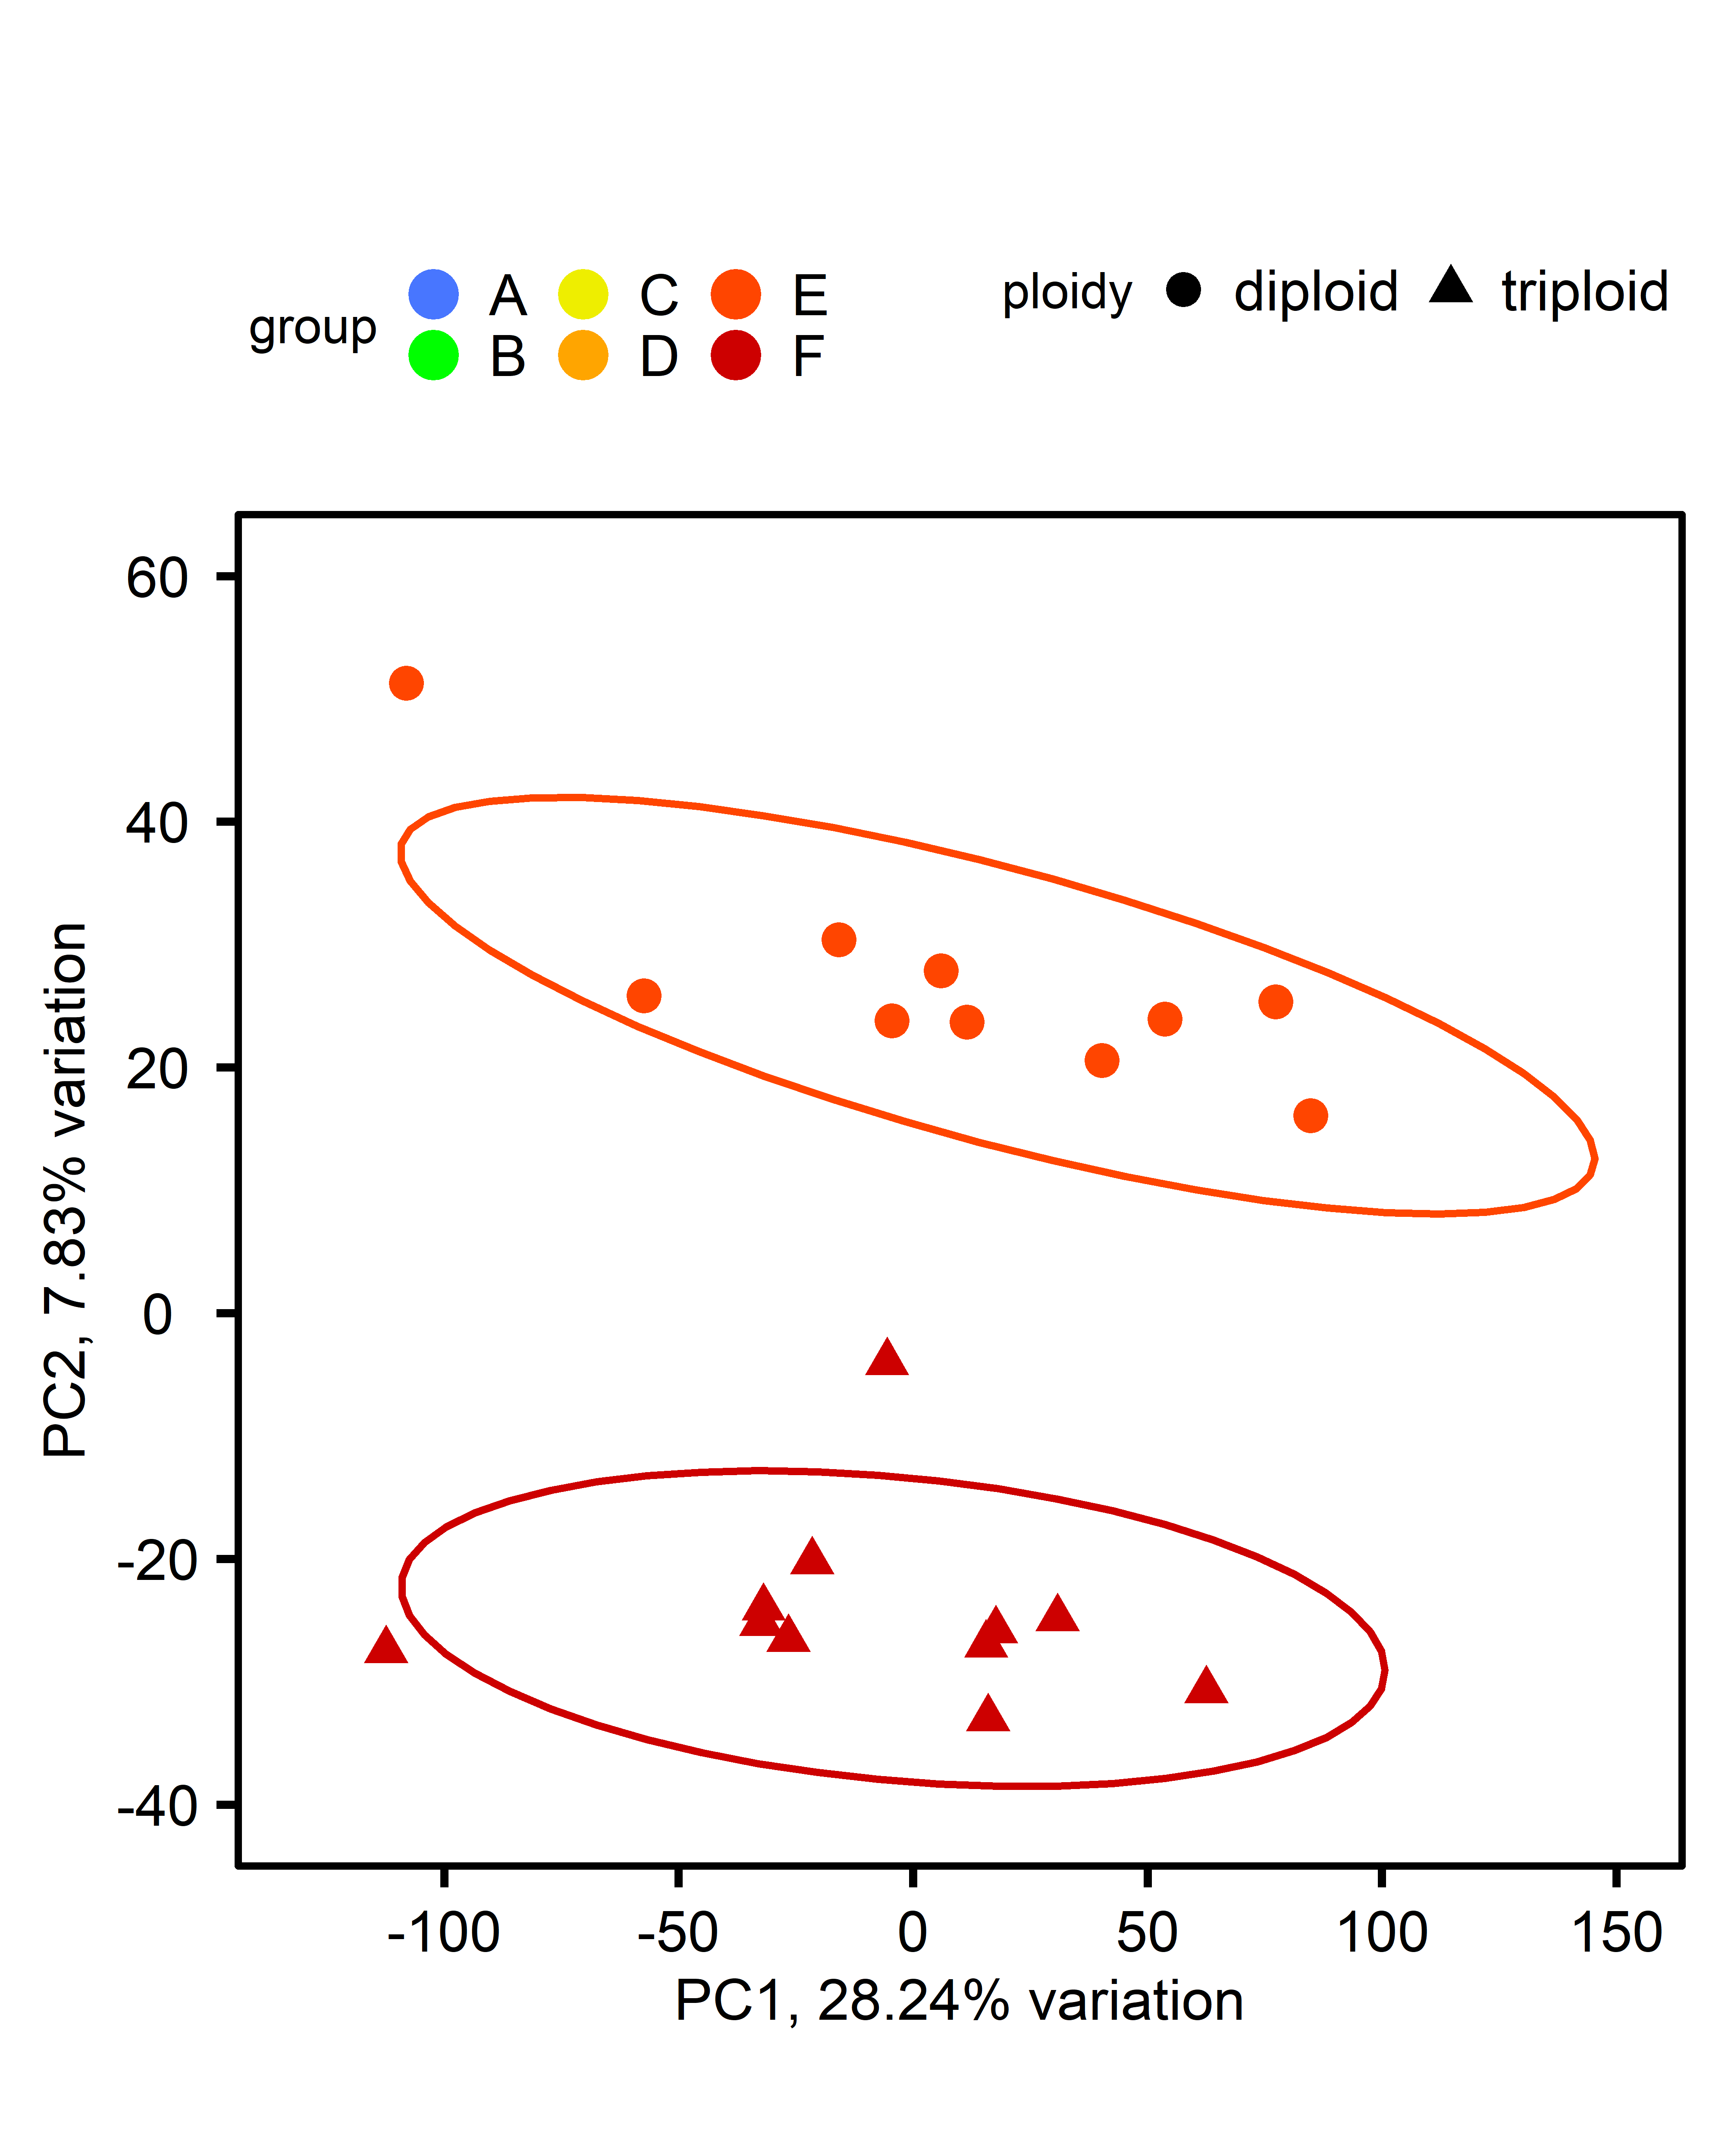 group A C E
B D F
ploidy diploid triploid
60
40
20
0
-20
-40
PC2, 7.83% variation
-100 -50 0 50 100 150
PC1, 28.24% variation